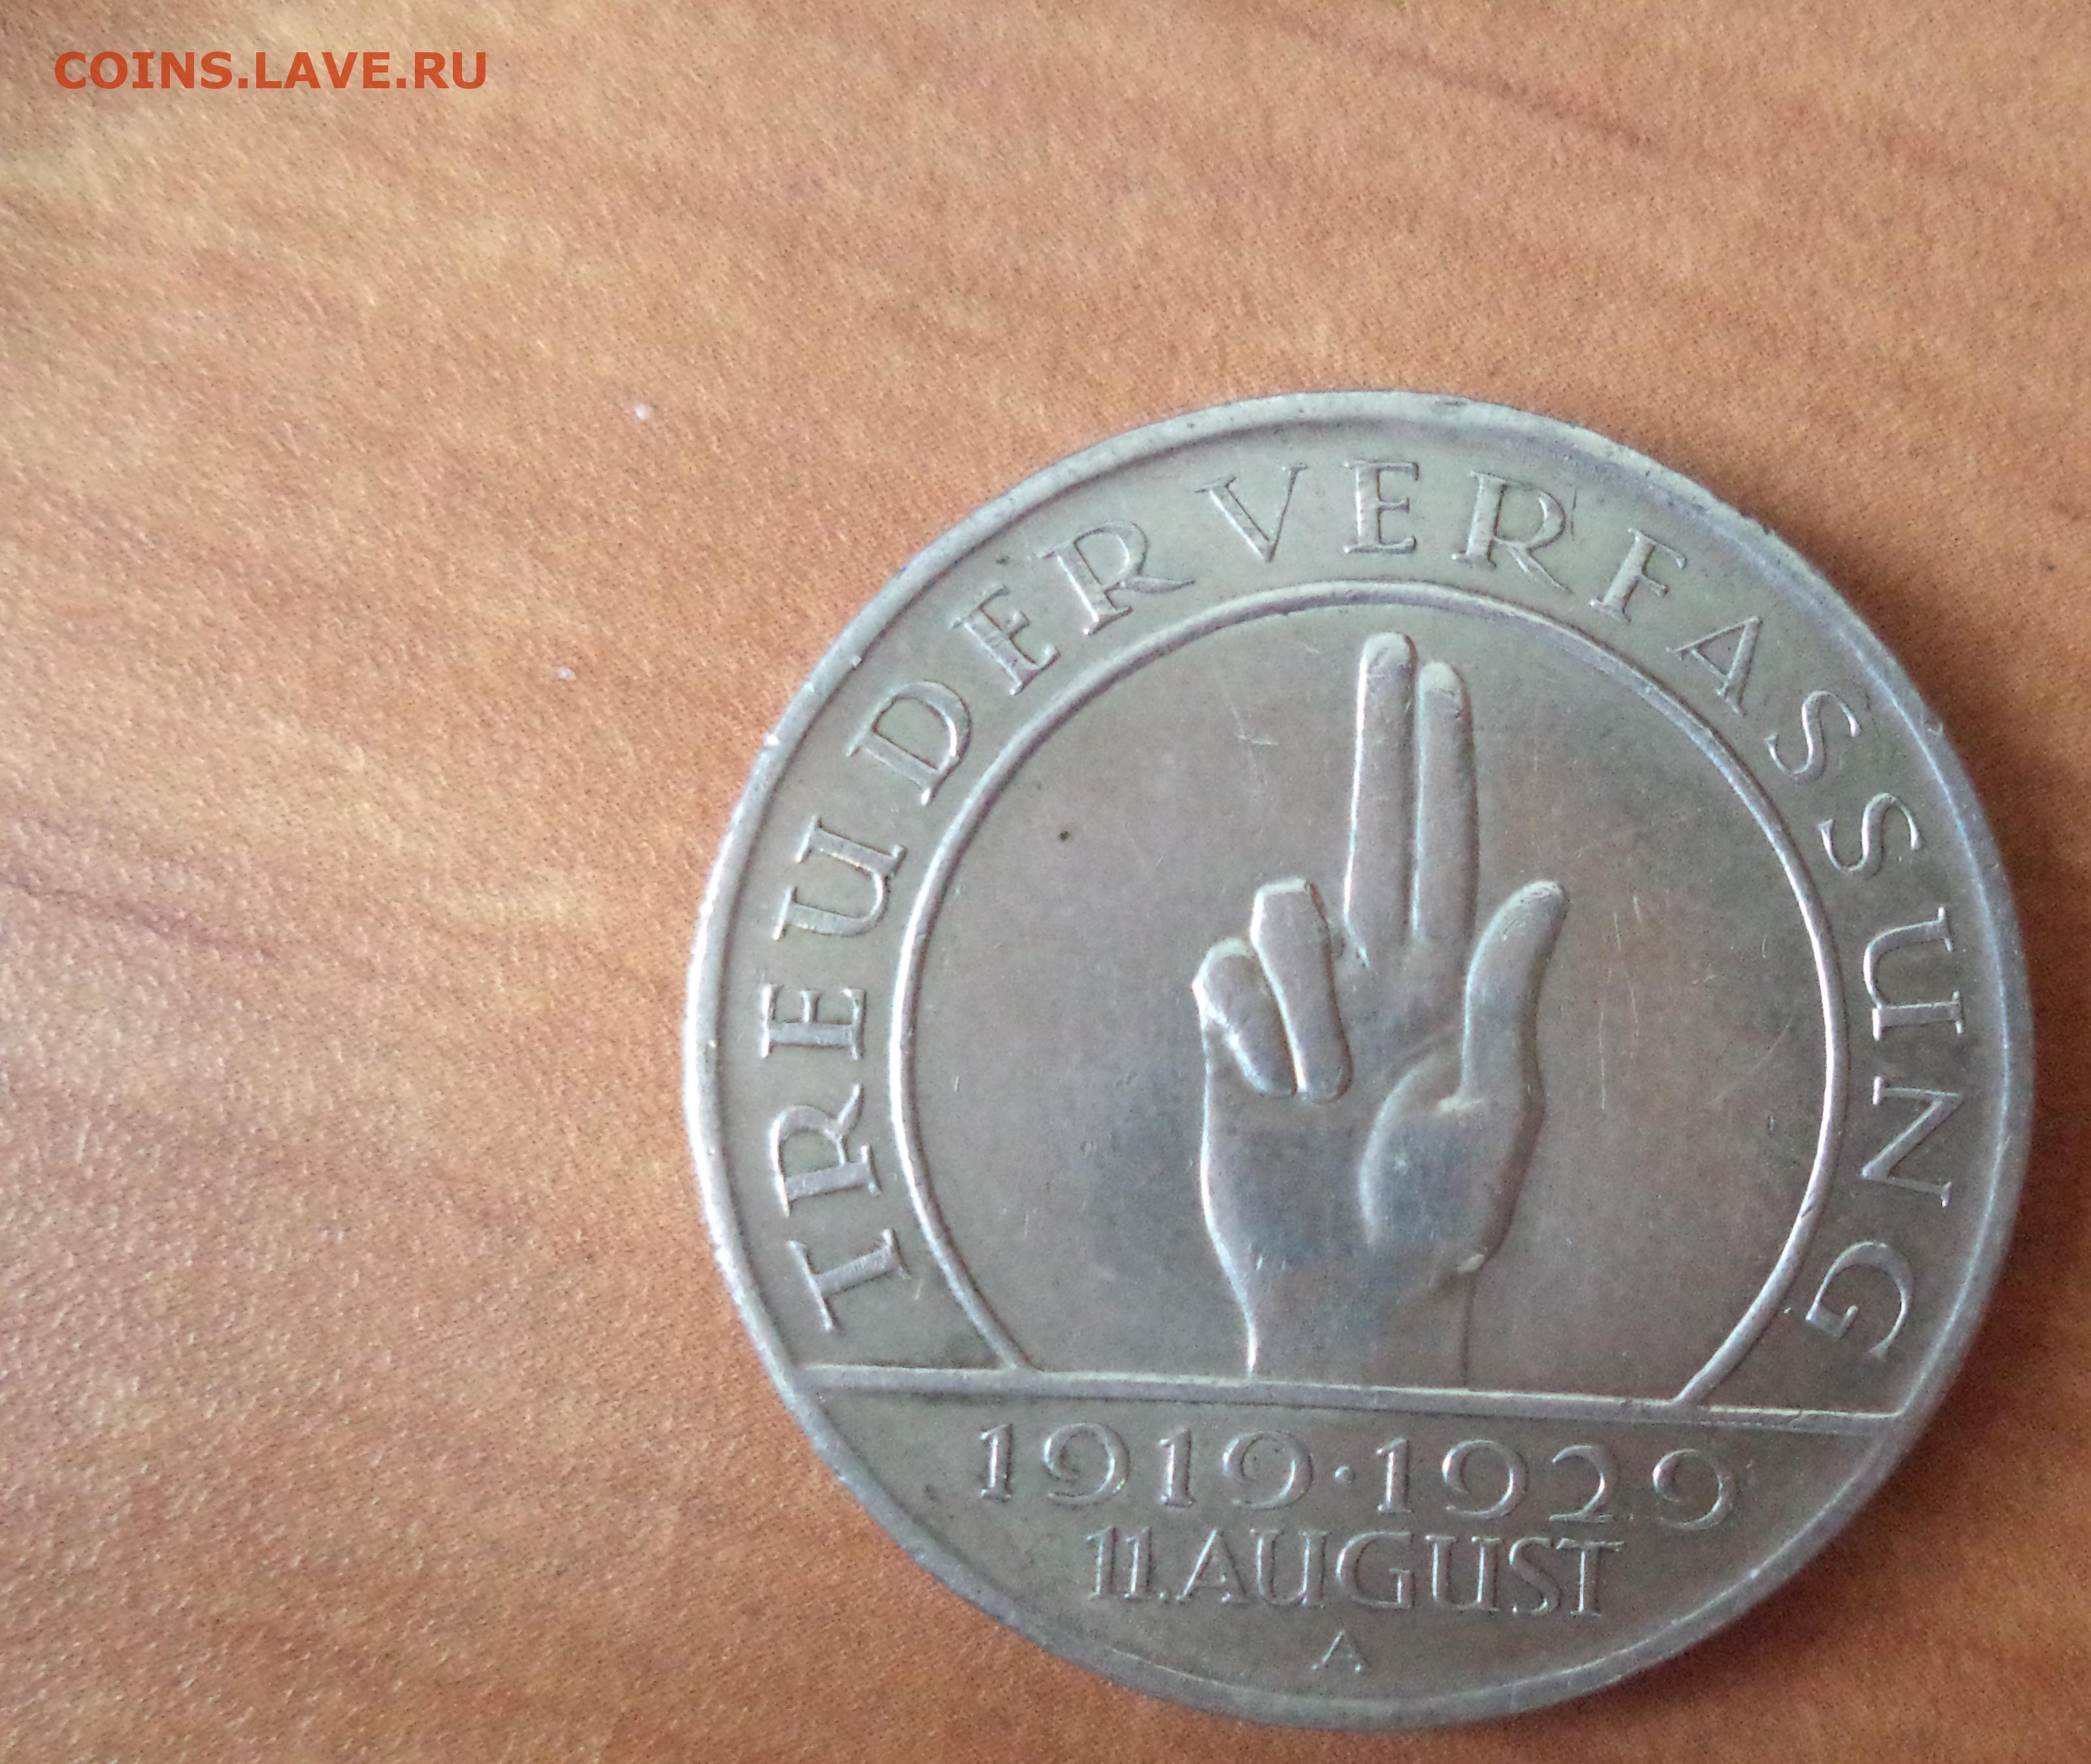 COINS.LAVE.RU
TREU DER VERFASSUNG
1919·1929
11.AUGUST
A